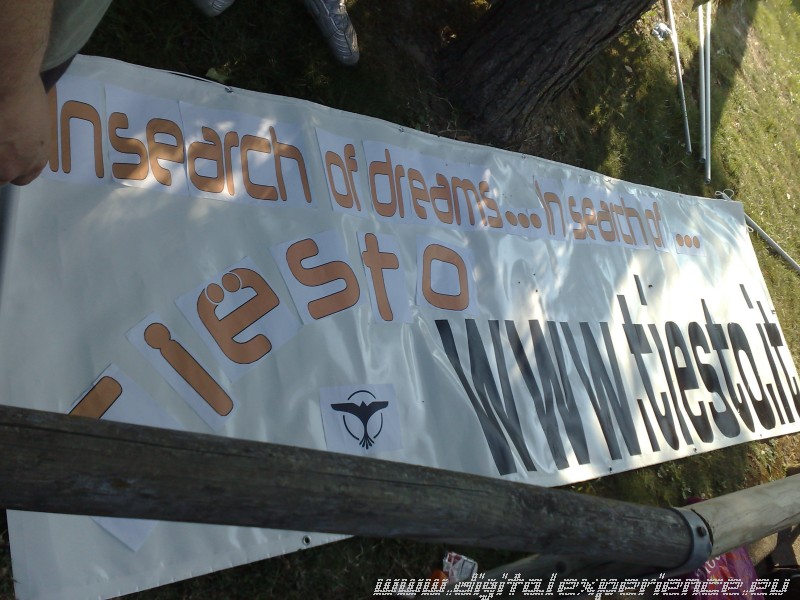 in search of dreams... in search of ...
Tiësto
www.tiesto.it
www.digitalexperience.eu